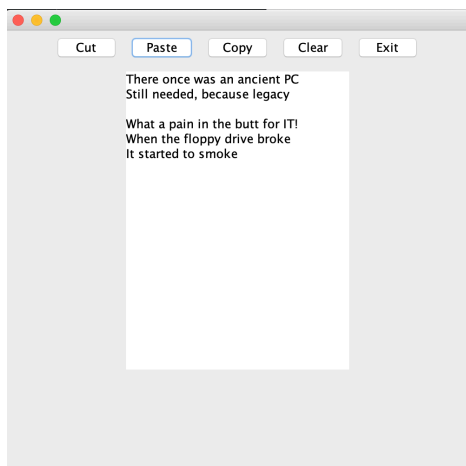 Cut Paste Copy Clear Exit
There once was an ancient PC
Still needed, because legacy

What a pain in the butt for IT!
When the floppy drive broke
It started to smoke